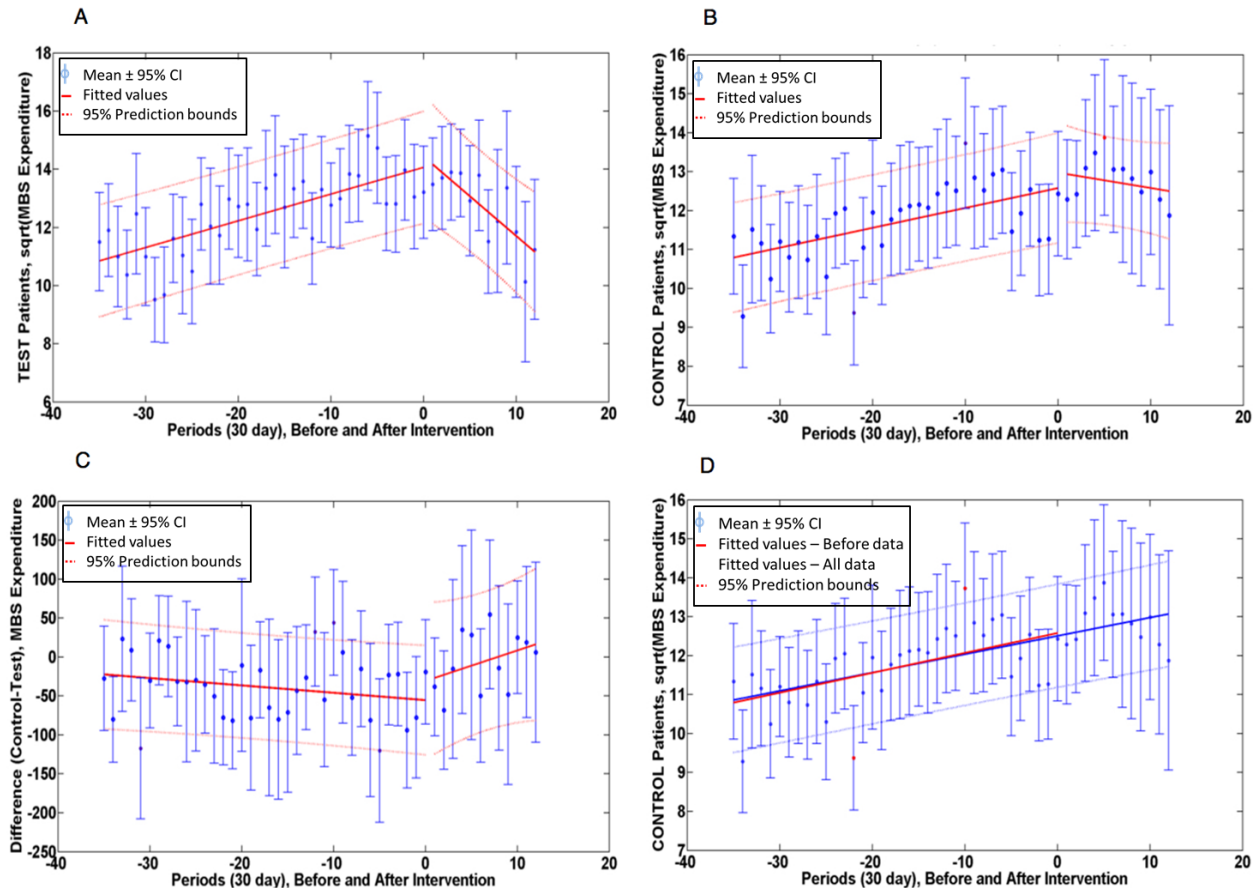 A
TEST Patients, sqrt(MBS Expenditure)
18
16
14
12
10
8
6
-40
-30
-20
-10
0
10
20
Mean ± 95% CI
Fitted values
95% Prediction bounds
Periods (30 day), Before and After Intervention
B
CONTROL Patients, sqrt(MBS Expenditure)
16
15
14
13
12
11
10
9
8
7
-40
-30
-20
-10
0
10
20
Mean ± 95% CI
Fitted values
95% Prediction bounds
Periods (30 day), Before and After Intervention
C
Difference (Control-Test), MBS Expenditure
200
150
100
50
0
-50
-100
-150
-200
-250
-40
-30
-20
-10
0
10
20
Mean ± 95% CI
Fitted values
95% Prediction bounds
Periods (30 day), Before and After Intervention
D
CONTROL Patients, sqrt(MBS Expenditure)
16
15
14
13
12
11
10
9
8
7
-40
-30
-20
-10
0
10
20
Mean ± 95% CI
Fitted values – Before data
Fitted values – All data
95% Prediction bounds
Periods (30 day), Before and After Intervention